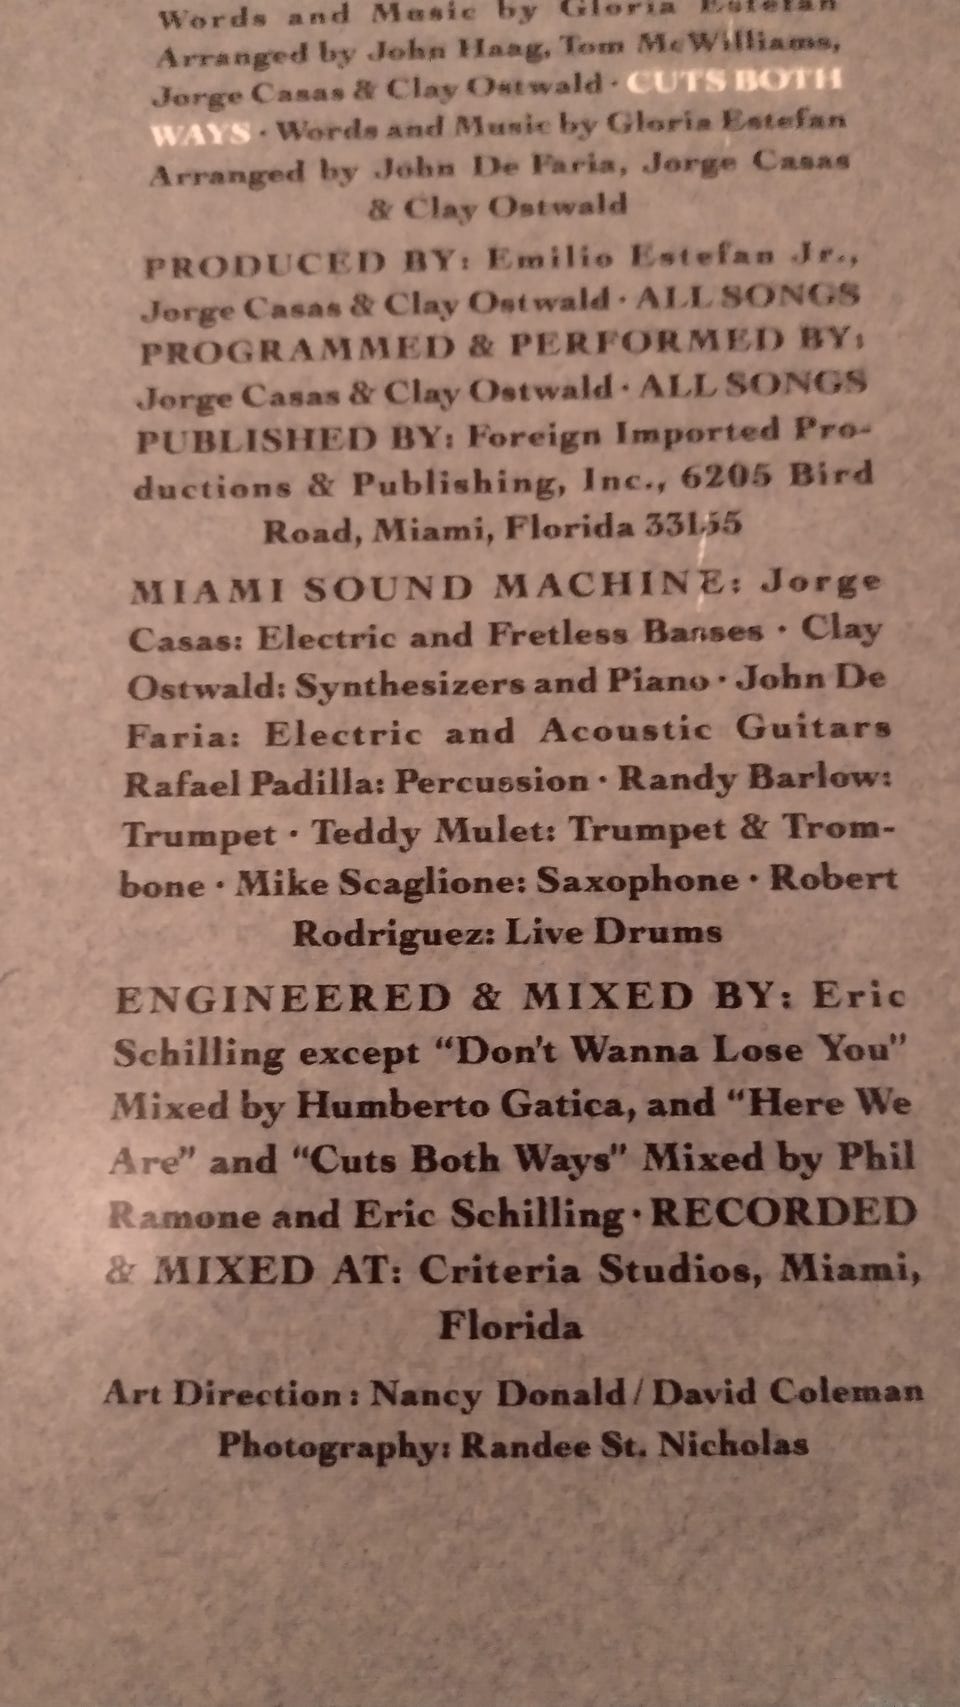 Words and Music by Gloria Estefan
Arranged by John Haag, Tom McWilliams,
Jorge Casas & Clay Ostwald · CUTS BOTH
WAYS · Words and Music by Gloria Estefan
Arranged by John De Faria, Jorge Casas
& Clay Ostwald
PRODUCED BY: Emilio Estefan Jr.,
Jorge Casas & Clay Ostwald · ALL SONGS
PROGRAMMED & PERFORMED BY:
Jorge Casas & Clay Ostwald · ALL SONGS
PUBLISHED BY: Foreign Imported Pro-
ductions & Publishing, Inc., 6205 Bird
Road, Miami, Florida 33155
MIAMI SOUND MACHINE: Jorge
Casas: Electric and Fretless Basses · Clay
Ostwald: Synthesizers and Piano · John De
Faria: Electric and Acoustic Guitars
Rafael Padilla: Percussion · Randy Barlow:
Trumpet · Teddy Mulet: Trumpet & Trom-
bone · Mike Scaglione: Saxophone · Robert
Rodriguez: Live Drums
ENGINEERED & MIXED BY: Eric
Schilling except "Don't Wanna Lose You"
Mixed by Humberto Gatica, and "Here We
Are" and "Cuts Both Ways" Mixed by Phil
Ramone and Eric Schilling · RECORDED
& MIXED AT: Criteria Studios, Miami,
Florida
Art Direction: Nancy Donald / David Coleman
Photography: Randee St. Nicholas